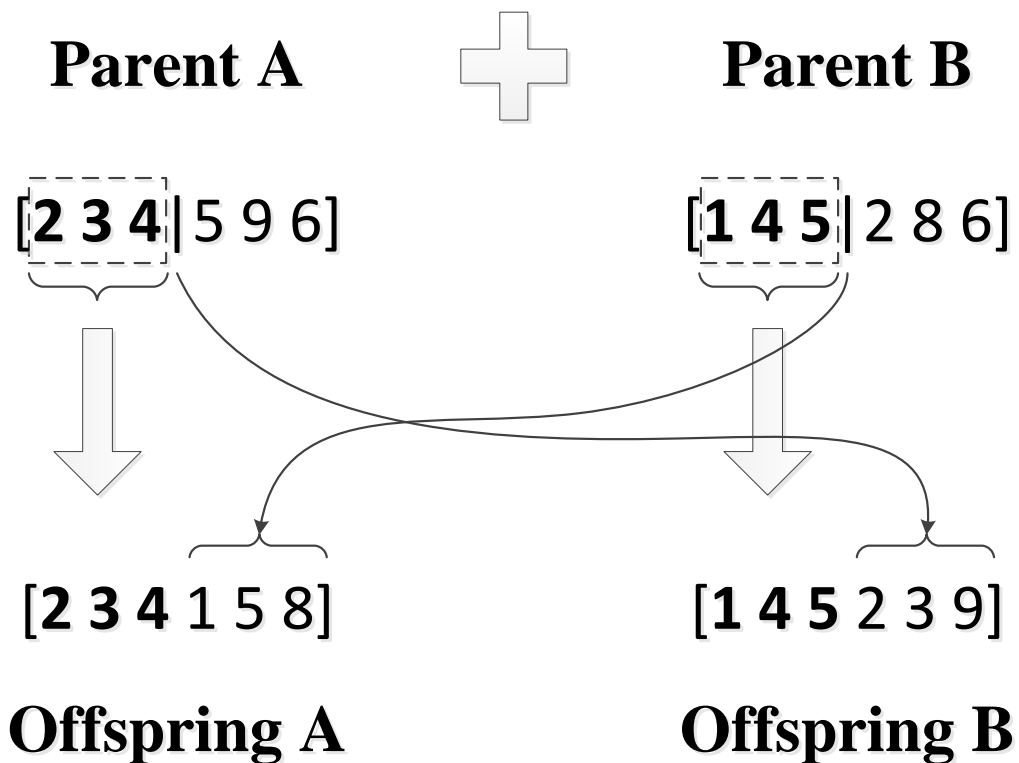 Parent A Parent B
[2 3 4|5 9 6] [1 4 5|2 8 6]
[2 3 4 1 5 8] [1 4 5 2 3 9]
Offspring A Offspring B